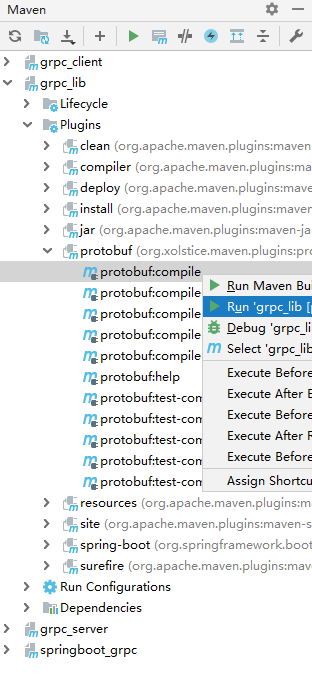 Maven
grpc_client
grpc_lib
Lifecycle
Plugins
clean (org.apache.maven.plugins:maven
compiler (org.apache.maven.plugins:ma
deploy (org.apache.maven.plugins:mave
install (org.apache.maven.plugins:maven
jar (org.apache.maven.plugins:maven-ja
protobuf (org.xolstice.maven.plugins:pro
protobuf:compile
protobuf:compile
Run Maven Bu
protobuf:compile
Run 'grpc_lib [p
protobuf:compile
Debug 'grpc_li
protobuf:compile
Select 'grpc_lib
protobuf:help
Execute Before
protobuf:test-com
Execute After B
protobuf:test-com
Execute Before
protobuf:test-com
Execute After R
protobuf:test-com
Execute Before
protobuf:test-com
Assign Shortcu
resources (org.apache.maven.plugins:m
site (org.apache.maven.plugins:maven-s
spring-boot (org.springframework.boot
surefire (org.apache.maven.plugins:mav
Run Configurations
Dependencies
grpc_server
springboot_grpc